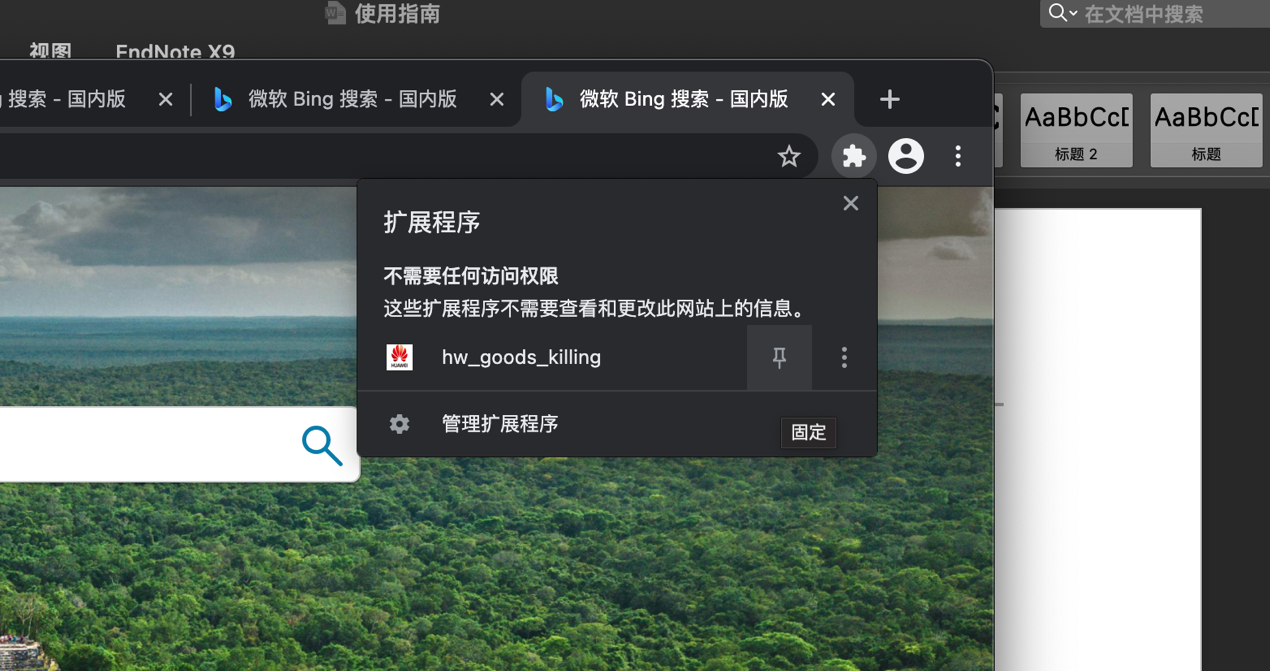 使用指南
在文档中搜索
视图
EndNote X9
搜索 - 国内版
微软 Bing 搜索 - 国内版
微软 Bing 搜索 - 国内版
AaBbCcD
AaBbCcD
标题 2
标题
扩展程序
不需要任何访问权限
这些扩展程序不需要查看和更改此网站上的信息。
HUAWEI
hw_goods_killing
管理扩展程序
固定